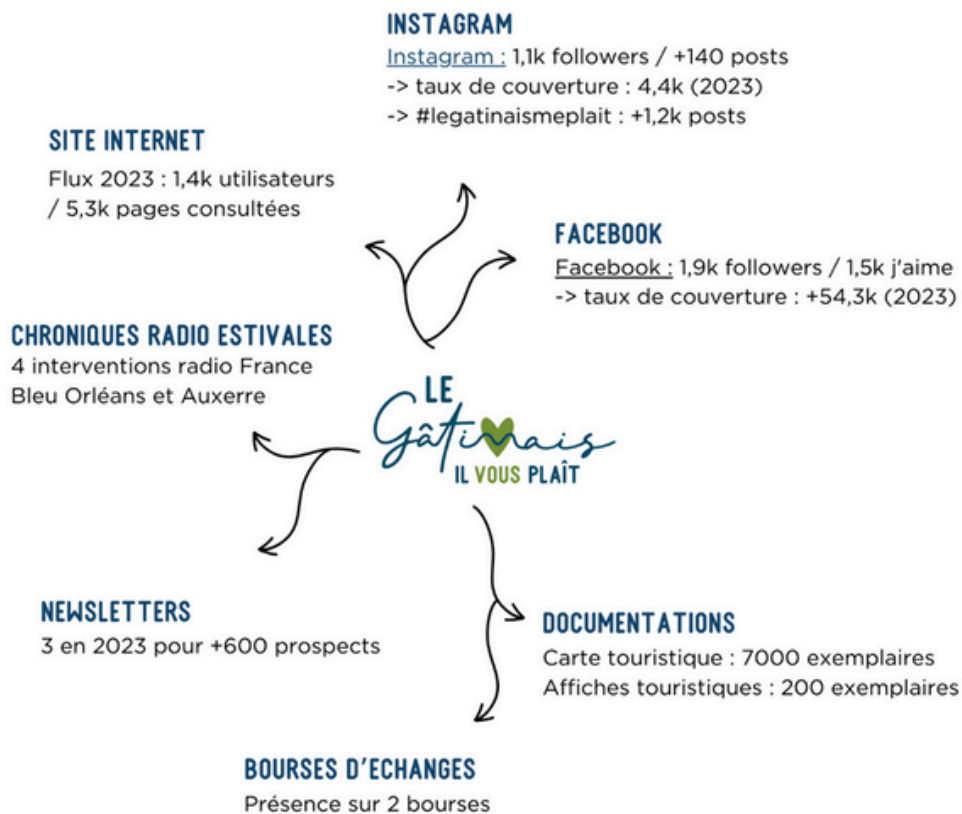 INSTAGRAM
Instagram : 1,1k followers / +140 posts
-> taux de couverture : 4,4k (2023)
-> #legatinaismeplait : +1,2k posts
SITE INTERNET
Flux 2023 : 1,4k utilisateurs
/ 5,3k pages consultées
FACEBOOK
Facebook : 1,9k followers / 1,5k j'aime
-> taux de couverture : +54,3k (2023)
CHRONIQUES RADIO ESTIVALES
4 interventions radio France
Bleu Orléans et Auxerre
LE
Gâtinais
IL VOUS PLAÎT
NEWSLETTERS
3 en 2023 pour +600 prospects
DOCUMENTATIONS
Carte touristique : 7000 exemplaires
Affiches touristiques : 200 exemplaires
BOURSES D'ECHANGES
Présence sur 2 bourses